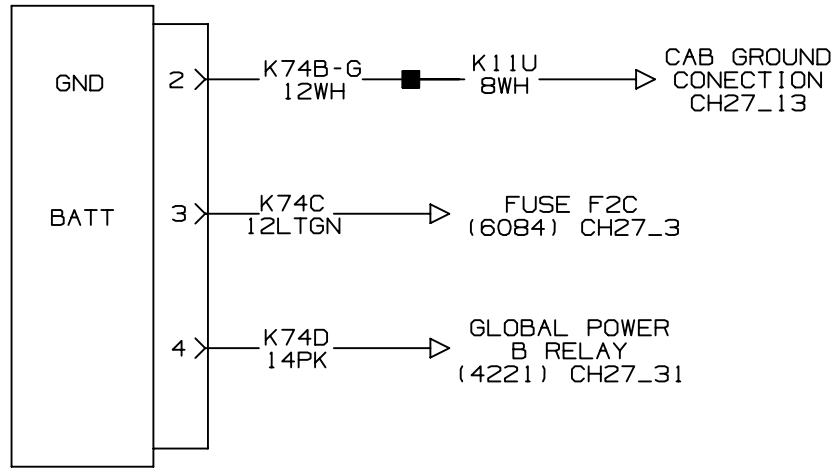 GND
2
K74B-G
12WH
K11U
8WH
CAB GROUND
CONECTION
CH27_13
BATT
3
K74C
12LTGN
FUSE F2C
(6084) CH27_3
4
K74D
14PK
GLOBAL POWER
B RELAY
(4221) CH27_31